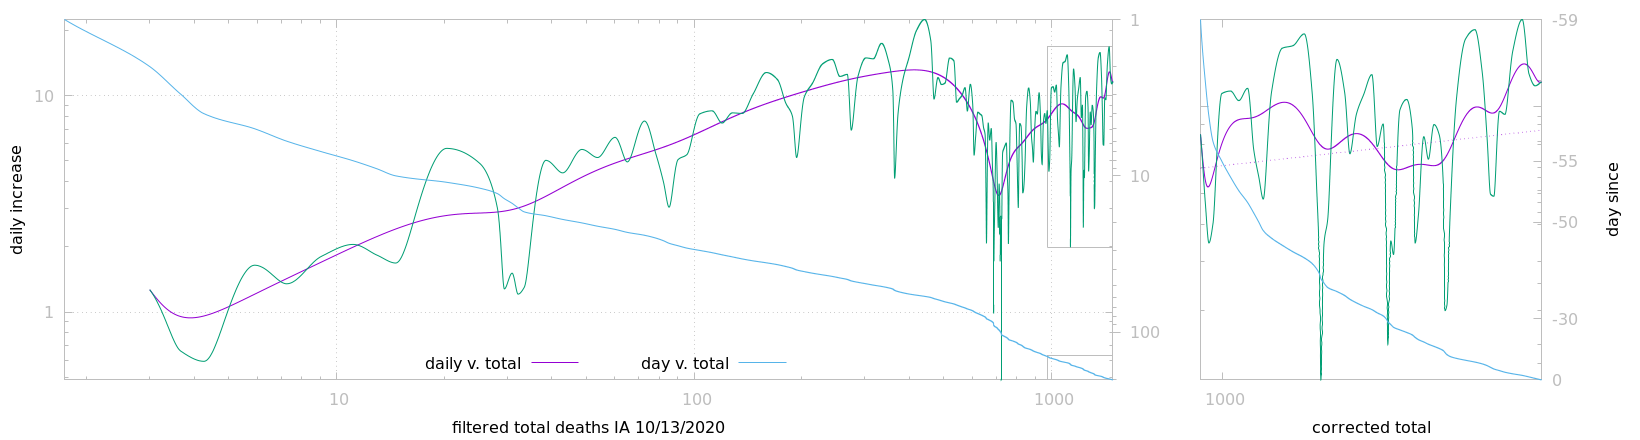 1
-59
10
daily increase
10
-55
-50
day since
1
100
-30
daily v. total
day v. total
0
10
100
1000
1000
filtered total deaths IA 10/13/2020
corrected total